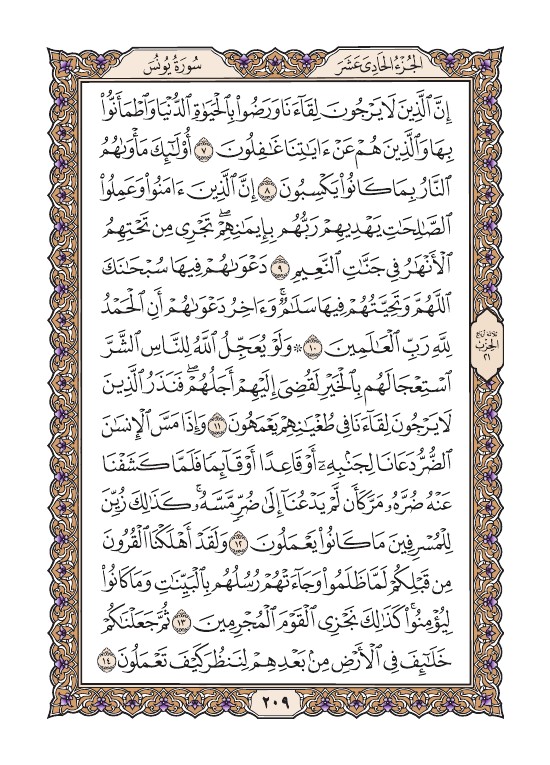 الجُزْءُ الحَادِى عَشَرَ
سُورَةُ يُونُسَ
إِنَّ ٱلَّذِينَ لَا يَرْجُونَ لِقَآءَنَا وَرَضُوا۟ بِٱلْحَيَوٰةِ ٱلدُّنْيَا وَٱطْمَأَنُّوا۟
بِهَا وَٱلَّذِينَ هُمْ عَنْ ءَايَٰتِنَا غَٰفِلُونَ ٧ أُو۟لَٰٓئِكَ مَأْوَىٰهُمُ
ٱلنَّارُ بِمَا كَانُوا۟ يَكْسِبُونَ ٨ إِنَّ ٱلَّذِينَ ءَامَنُوا۟ وَعَمِلُوا۟
ٱلصَّٰلِحَٰتِ يَهْدِيهِمْ رَبُّهُم بِإِيمَٰنِهِمْ ۖ تَجْرِى مِن تَحْتِهِمُ
ٱلْأَنْهَٰرُ فِى جَنَّٰتِ ٱلنَّعِيمِ ٩ دَعْوَىٰهُمْ فِيهَا سُبْحَٰنَكَ
ٱللَّهُمَّ وَتَحِيَّتُهُمْ فِيهَا سَلَٰمٌ ۚ وَءَاخِرُ دَعْوَىٰهُمْ أَنِ ٱلْحَمْدُ
لِلَّهِ رَبِّ ٱلْعَٰلَمِينَ ١٠ ۞ وَلَوْ يُعَجِّلُ ٱللَّهُ لِلنَّاسِ ٱلشَّرَّ
ٱسْتِعْجَالَهُم بِٱلْخَيْرِ لَقُضِىَ إِلَيْهِمْ أَجَلُهُمْ ۖ فَنَذَرُ ٱلَّذِينَ
لَا يَرْجُونَ لِقَآءَنَا فِى طُغْيَٰنِهِمْ يَعْمَهُونَ ١١ وَإِذَا مَسَّ ٱلْإِنسَٰنَ
ٱلضُّرُّ دَعَانَا لِجَنۢبِهِۦٓ أَوْ قَاعِدًا أَوْ قَآئِمًا فَلَمَّا كَشَفْنَا
عَنْهُ ضُرَّهُۥ مَرَّ كَأَن لَّمْ يَدْعُنَآ إِلَىٰ ضُرٍّ مَّسَّهُۥ ۚ كَذَٰلِكَ زُيِّنَ
لِلْمُسْرِفِينَ مَا كَانُوا۟ يَعْمَلُونَ ١٢ وَلَقَدْ أَهْلَكْنَا ٱلْقُرُونَ
مِن قَبْلِكُمْ لَمَّا ظَلَمُوا۟ وَجَآءَتْهُمْ رُسُلُهُم بِٱلْبَيِّنَٰتِ وَمَا كَانُوا۟
لِيُؤْمِنُوا۟ ۚ كَذَٰلِكَ نَجْزِى ٱلْقَوْمَ ٱلْمُجْرِمِينَ ١٣ ثُمَّ جَعَلْنَٰكُمْ
خَلَٰٓئِفَ فِى ٱلْأَرْضِ مِنۢ بَعْدِهِمْ لِنَنظُرَ كَيْفَ تَعْمَلُونَ ١٤
ثلاثة أرباع
الحزب
٢١
٢٠٩